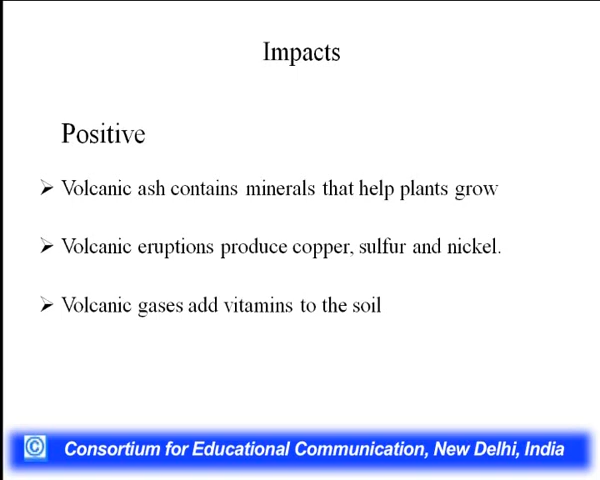 Impacts
Positive
Volcanic ash contains minerals that help plants grow
Volcanic eruptions produce copper, sulfur and nickel.
Volcanic gases add vitamins to the soil
© Consortium for Educational Communication, New Delhi, India